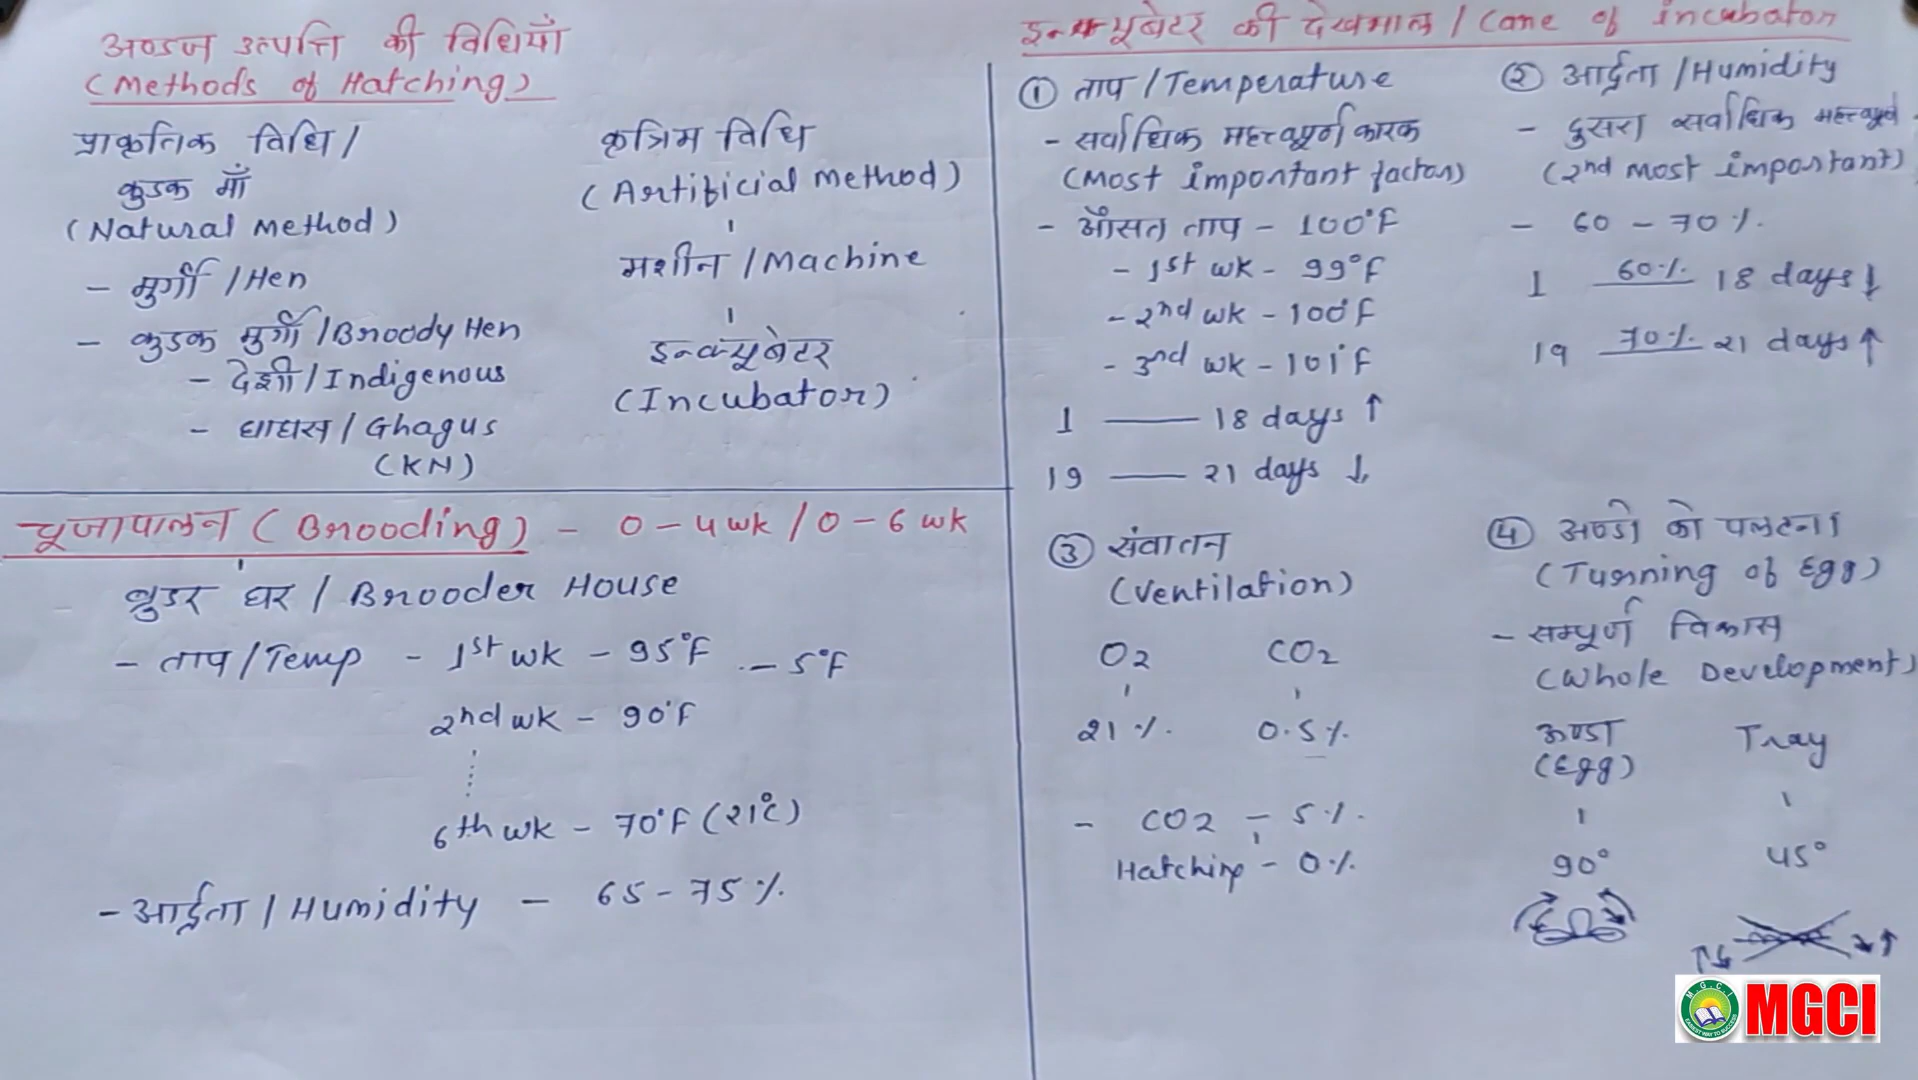 अण्डज उत्पत्ति की विधियाँ
(Methods of Hatching)
प्राकृतिक विधि /
कुडक माँ
(Natural method)
- मुर्गी / Hen
- कुडक मुर्गी / Broody Hen
- देशी / Indigenous
- घाघस / Ghagus
(KN)
कृत्रिम विधि
(Artificial method)
मशीन / Machine
इन्क्यूबेटर
(Incubator)
चूजापालन (Brooding) - 0-4 wk / 0-6 wk
ब्रुडर घर / Brooder House
- ताप / Temp - 1st wk - 95°F - 5°F
2nd wk - 90°F
6th wk - 70°F (21°C)
- आर्द्रता / Humidity - 65-75%
इन्क्यूबेटर की देखभाल / Care of incubator
① ताप / Temperature
- सर्वाधिक महत्वपूर्ण कारक
(Most important factor)
- औसत ताप - 100°F
- 1st wk - 99°F
- 2nd wk - 100°F
- 3rd wk - 101°F
1 — 18 days ↑
19 — 21 days ↓
② आर्द्रता / Humidity
- दुसरा सर्वाधिक महत्वपूर्ण
(2nd most important)
- 60 - 70%
1 60% 18 days ↓
19 70% 21 days ↑
③ संवातन
(Ventilation)
O2 CO2
21% 0.5%
- CO2 - 5%
Hatching - 0%
④ अण्डो को पलटना
(Turning of Egg)
- सम्पूर्ण विकास
(Whole Development)
अण्डा Tray
(Egg)
90° 45°
M.G.C.I
EASIEST WAY TO SUCCESS
MGCI